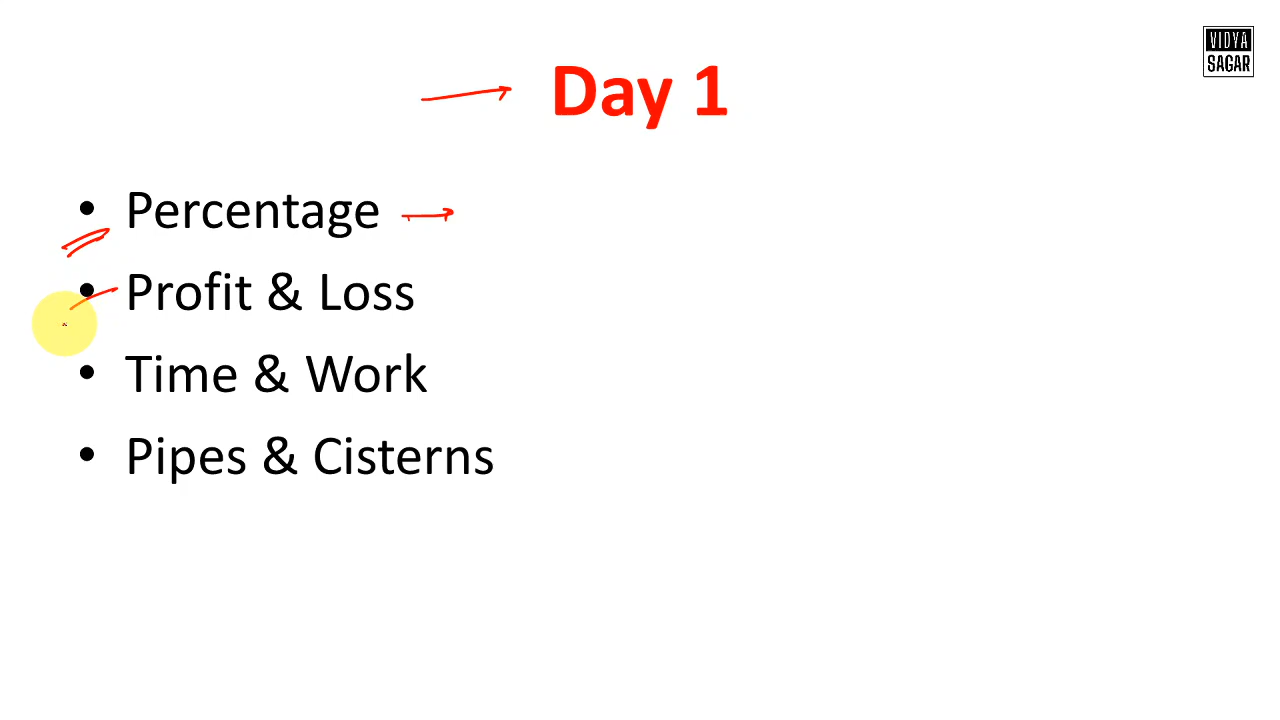 VIDYA
SAGAR
Day 1
• Percentage
• Profit & Loss
• Time & Work
• Pipes & Cisterns